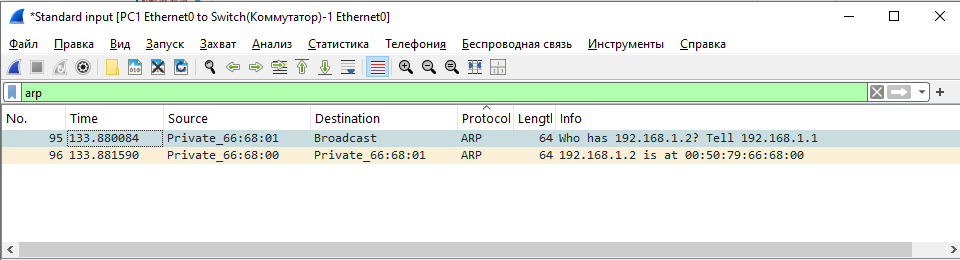 *Standard input [PC1 Ethernet0 to Switch(Коммутатор)-1 Ethernet0]
Файл Правка Вид Запуск Захват Анализ Статистика Телефония Беспроводная связь Инструменты Справка
arp
No. Time Source Destination Protocol Lengtl Info
95 133.880084 Private_66:68:01 Broadcast ARP 64 Who has 192.168.1.2? Tell 192.168.1.1
96 133.881590 Private_66:68:00 Private_66:68:01 ARP 64 192.168.1.2 is at 00:50:79:66:68:00